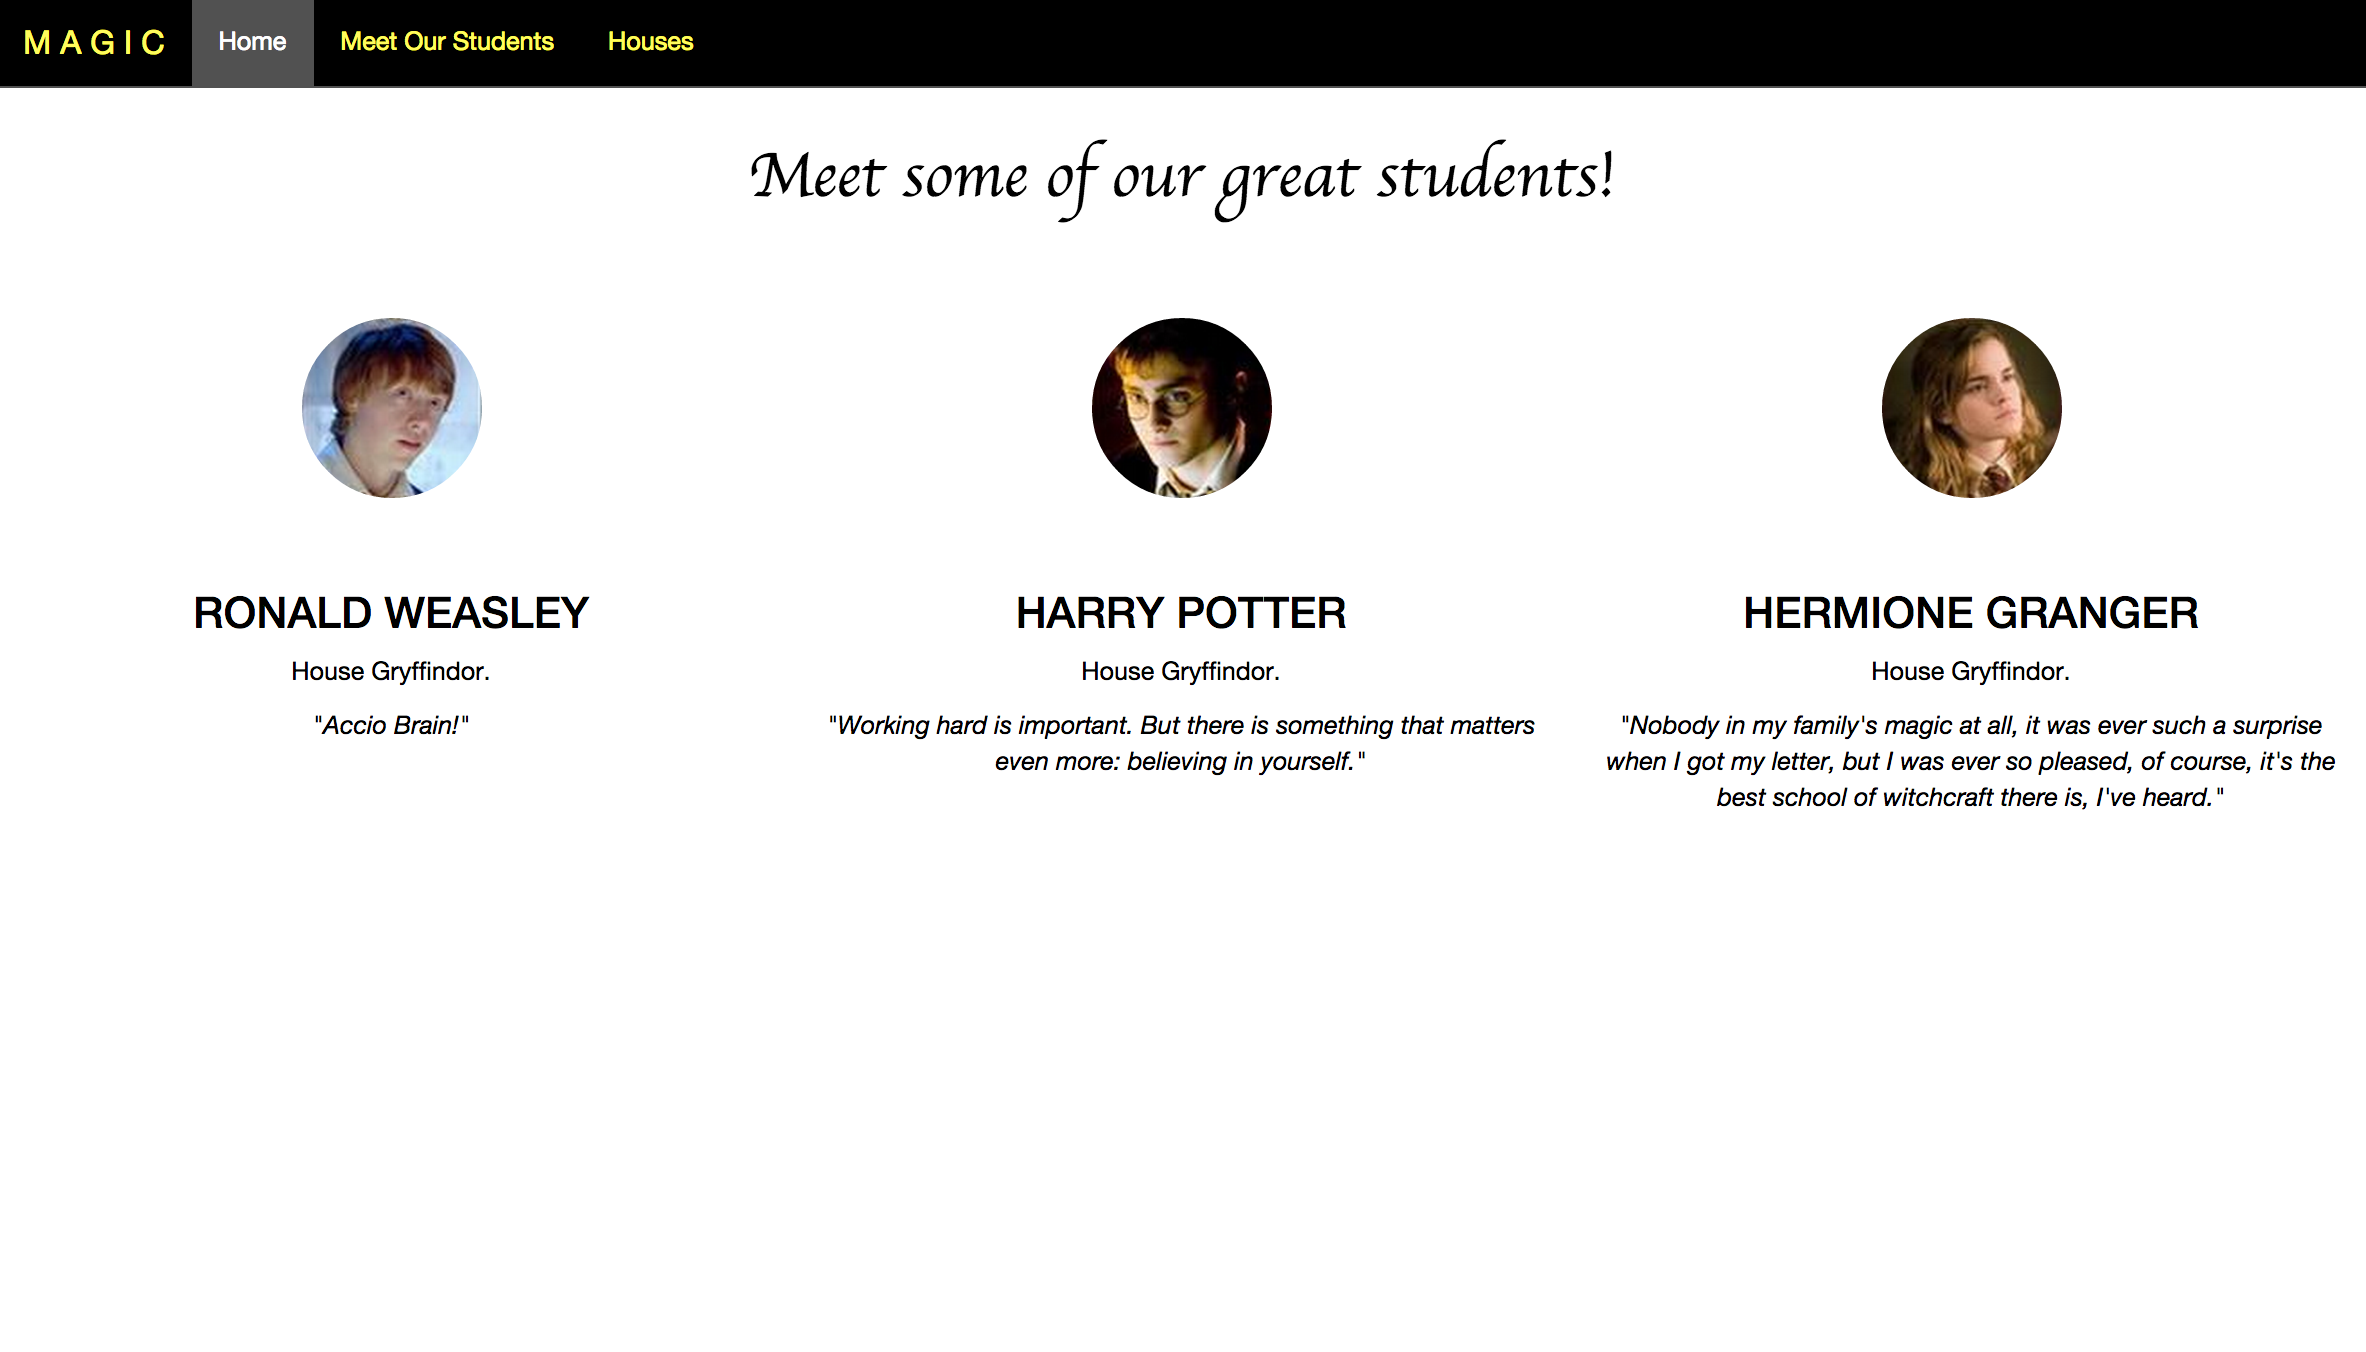 MAGIC Home Meet Our Students Houses
Meet some of our great students!
RONALD WEASLEY
House Gryffindor.
"Accio Brain!"
HARRY POTTER
House Gryffindor.
"Working hard is important. But there is something that matters
even more: believing in yourself."
HERMIONE GRANGER
House Gryffindor.
"Nobody in my family's magic at all, it was ever such a surprise
when I got my letter, but I was ever so pleased, of course, it's the
best school of witchcraft there is, I've heard."